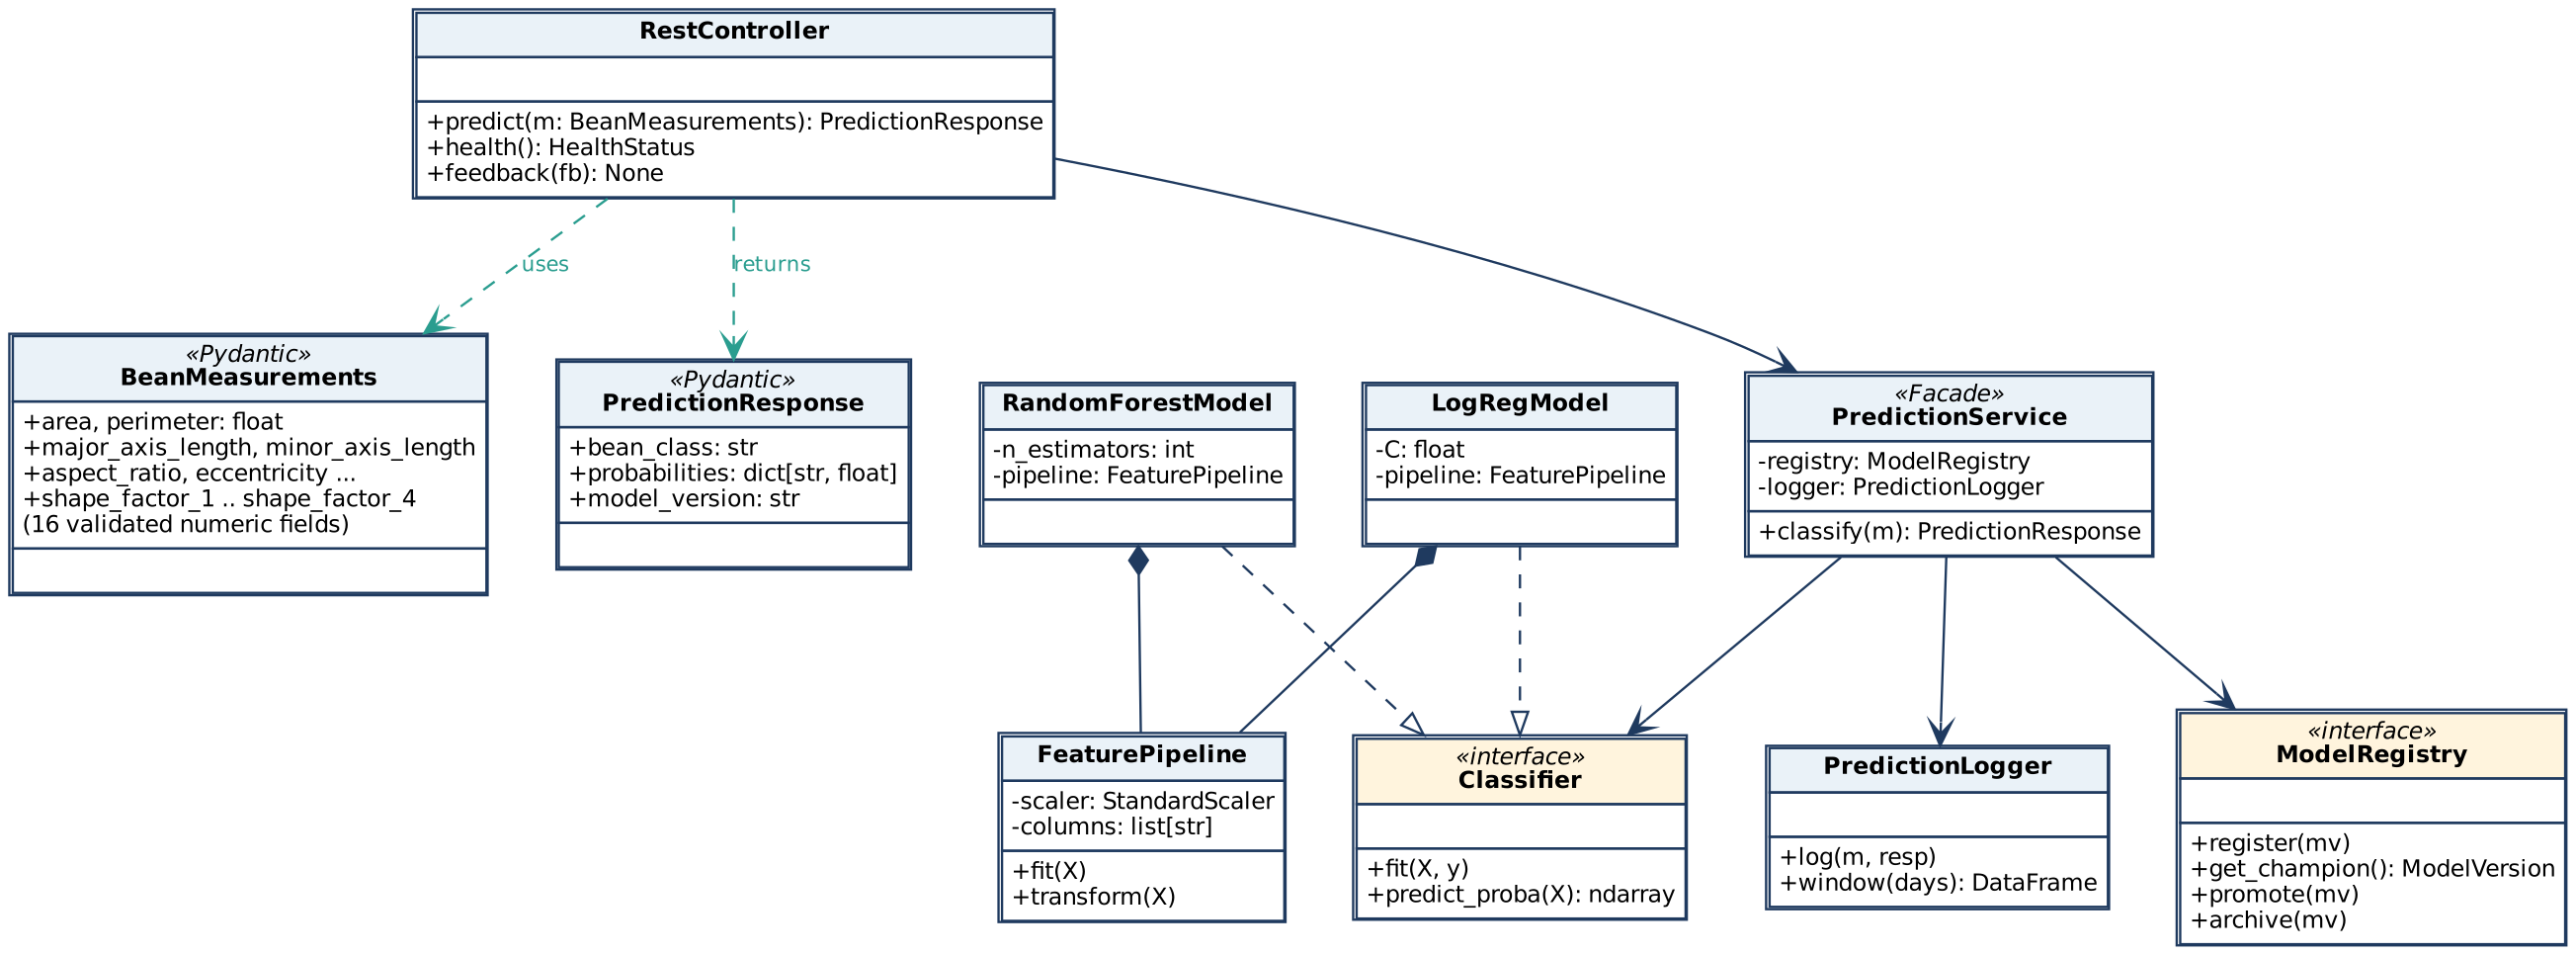 RestController
+predict(m: BeanMeasurements): PredictionResponse
+health(): HealthStatus
+feedback(fb): None
uses
returns
«Pydantic»
BeanMeasurements
+area, perimeter: float
+major_axis_length, minor_axis_length
+aspect_ratio, eccentricity ...
+shape_factor_1 .. shape_factor_4
(16 validated numeric fields)
«Pydantic»
PredictionResponse
+bean_class: str
+probabilities: dict[str, float]
+model_version: str
RandomForestModel
-n_estimators: int
-pipeline: FeaturePipeline
LogRegModel
-C: float
-pipeline: FeaturePipeline
«Facade»
PredictionService
-registry: ModelRegistry
-logger: PredictionLogger
+classify(m): PredictionResponse
FeaturePipeline
-scaler: StandardScaler
-columns: list[str]
+fit(X)
+transform(X)
«interface»
Classifier
+fit(X, y)
+predict_proba(X): ndarray
PredictionLogger
+log(m, resp)
+window(days): DataFrame
«interface»
ModelRegistry
+register(mv)
+get_champion(): ModelVersion
+promote(mv)
+archive(mv)